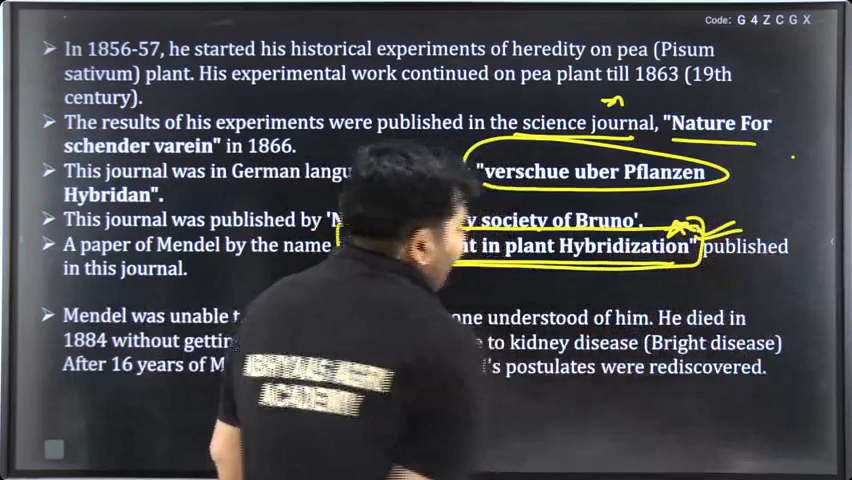 Code: G 4 Z C G X
➤ In 1856-57, he started his historical experiments of heredity on pea (Pisum
sativum) plant. His experimental work continued on pea plant till 1863 (19th
century).
➤ The results of his experiments were published in the science journal, "Nature For
schender varein" in 1866.
➤ This journal was in German "verschue uber Pflanzen
Hybridan".
➤ This journal was published by society of Bruno'.
➤ A paper of Mendel by the name in plant Hybridization" published
in this journal.
➤ Mendel was unable understood of him. He died in
1884 without to kidney disease (Bright disease)
After 16 years of postulates were rediscovered.
ACADEMY